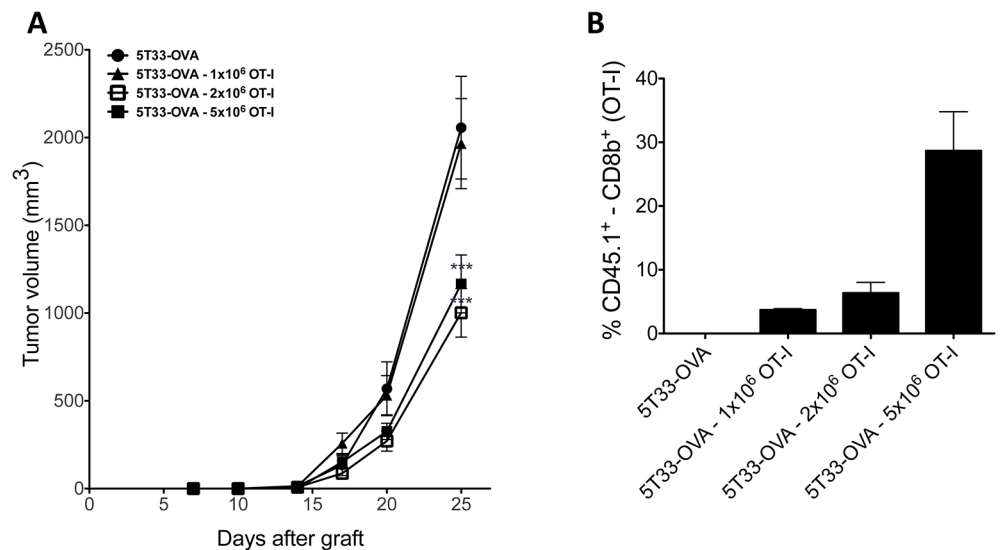 A
5T33-OVA
5T33-OVA - 1x10⁶ OT-I
5T33-OVA - 2x10⁶ OT-I
5T33-OVA - 5x10⁶ OT-I
Tumor volume (mm³)
2500
2000
1500
1000
500
0
***
***
0 5 10 15 20 25
Days after graft
B
% CD45.1⁺ - CD8b⁺ (OT-I)
40
30
20
10
0
5T33-OVA
5T33-OVA - 1x10⁶ OT-I
5T33-OVA - 2x10⁶ OT-I
5T33-OVA - 5x10⁶ OT-I